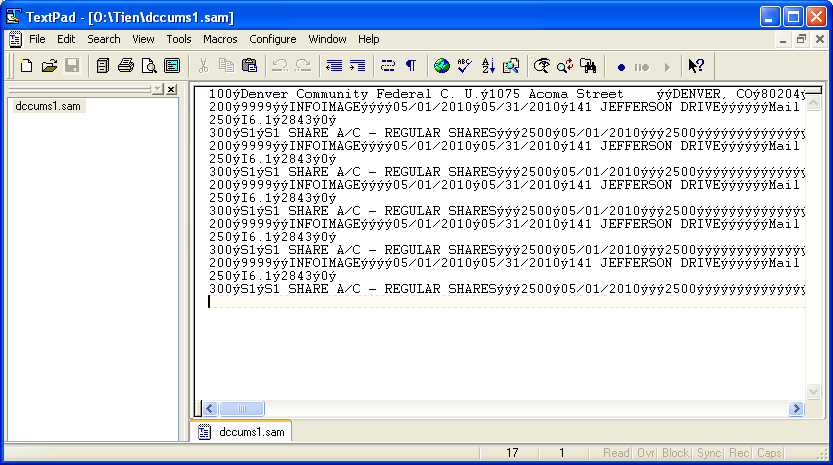 TextPad - [O:\Tien\dccums1.sam]
File Edit Search View Tools Macros Configure Window Help
dccums1.sam
100ýDenver Community Federal C. U.ý1075 Acoma Street    ýýDENVER, COý80204ý
200ý9999ýýINFOIMAGEýýýý05/01/2010ý05/31/2010ý141 JEFFERSON DRIVEýýýýýýMail
250ýI6.1ý2843ý0ý
300ýS1ýS1 SHARE A/C - REGULAR SHARESýýý2500ý05/01/2010ýýý2500ýýýýýýýýýýýýý
200ý9999ýýINFOIMAGEýýýý05/01/2010ý05/31/2010ý141 JEFFERSON DRIVEýýýýýýMail
250ýI6.1ý2843ý0ý
300ýS1ýS1 SHARE A/C - REGULAR SHARESýýý2500ý05/01/2010ýýý2500ýýýýýýýýýýýýý
200ý9999ýýINFOIMAGEýýýý05/01/2010ý05/31/2010ý141 JEFFERSON DRIVEýýýýýýMail
250ýI6.1ý2843ý0ý
300ýS1ýS1 SHARE A/C - REGULAR SHARESýýý2500ý05/01/2010ýýý2500ýýýýýýýýýýýýý
200ý9999ýýINFOIMAGEýýýý05/01/2010ý05/31/2010ý141 JEFFERSON DRIVEýýýýýýMail
250ýI6.1ý2843ý0ý
300ýS1ýS1 SHARE A/C - REGULAR SHARESýýý2500ý05/01/2010ýýý2500ýýýýýýýýýýýýý
200ý9999ýýINFOIMAGEýýýý05/01/2010ý05/31/2010ý141 JEFFERSON DRIVEýýýýýýMail
250ýI6.1ý2843ý0ý
300ýS1ýS1 SHARE A/C - REGULAR SHARESýýý2500ý05/01/2010ýýý2500ýýýýýýýýýýýýý
dccums1.sam
17 1 Read Ovr Block Sync Rec Caps